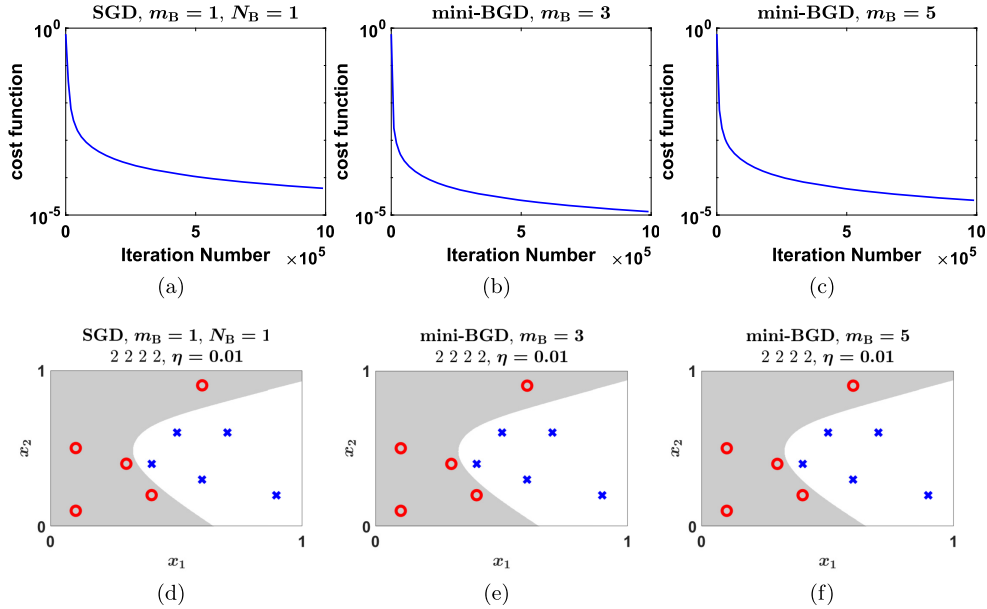 SGD, m_B = 1, N_B = 1
10^0
10^-5
cost function
0 5 10
Iteration Number ×10^5
(a)
mini-BGD, m_B = 3
10^0
10^-5
cost function
0 5 10
Iteration Number ×10^5
(b)
mini-BGD, m_B = 5
10^0
10^-5
cost function
0 5 10
Iteration Number ×10^5
(c)
SGD, m_B = 1, N_B = 1
2 2 2 2, η = 0.01
1
x_2
0
0 1
x_1
(d)
mini-BGD, m_B = 3
2 2 2 2, η = 0.01
1
x_2
0
0 1
x_1
(e)
mini-BGD, m_B = 5
2 2 2 2, η = 0.01
1
x_2
0
0 1
x_1
(f)